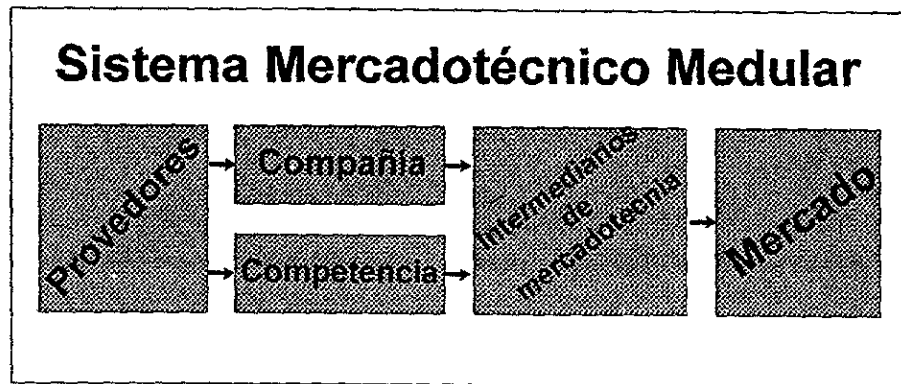 Sistema Mercadotécnico Medular
Provedores
Compañía
Competencia
Intermediarios
de
mercadotecnia
Mercado